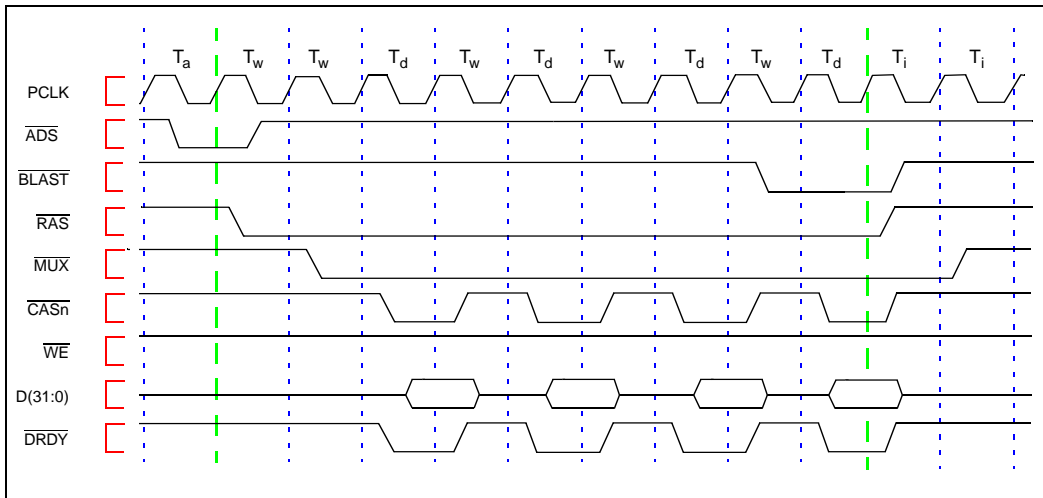 Ta Tw Tw Td Tw Td Tw Td Tw Td Ti Ti
PCLK
ADS
BLAST
RAS
MUX
CASn
WE
D(31:0)
DRDY